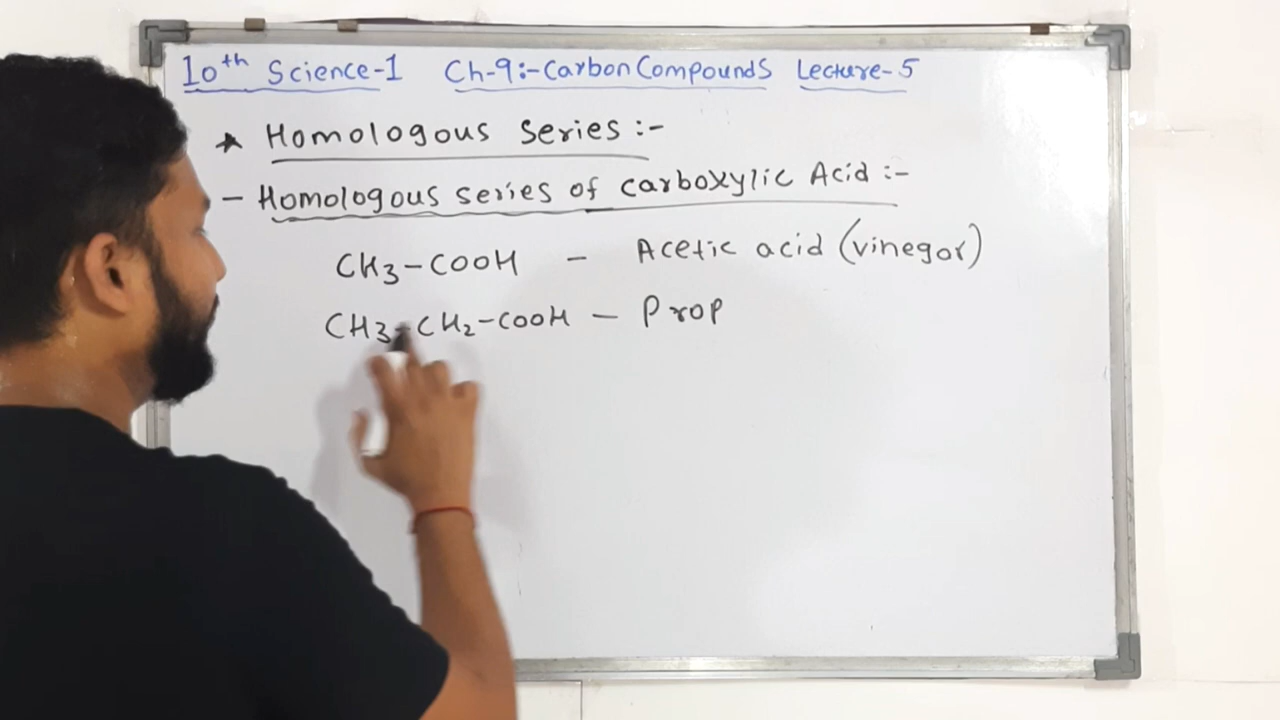 10th Science-1 Ch-9:- Carbon Compounds Lecture-5
★ Homologous Series:-
- Homologous series of carboxylic Acid :-
CH3-COOH - Acetic acid (vinegar)
CH3-CH2-COOH - Prop